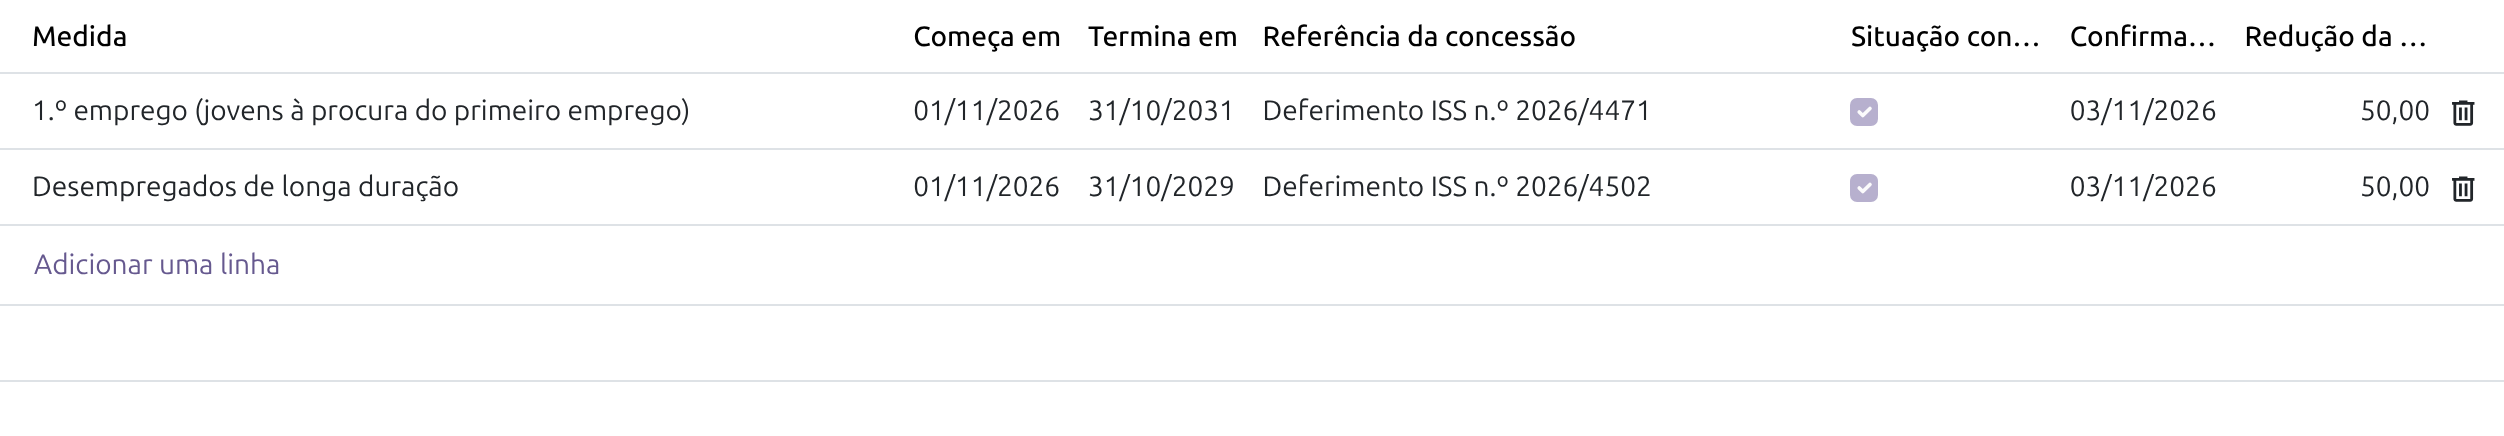 Medida Começa em Termina em Referência da concessão Situação con... Confirma... Redução da ...
1.º emprego (jovens à procura do primeiro emprego) 01/11/2026 31/10/2031 Deferimento ISS n.º 2026/4471 03/11/2026 50,00
Desempregados de longa duração 01/11/2026 31/10/2029 Deferimento ISS n.º 2026/4502 03/11/2026 50,00
Adicionar uma linha